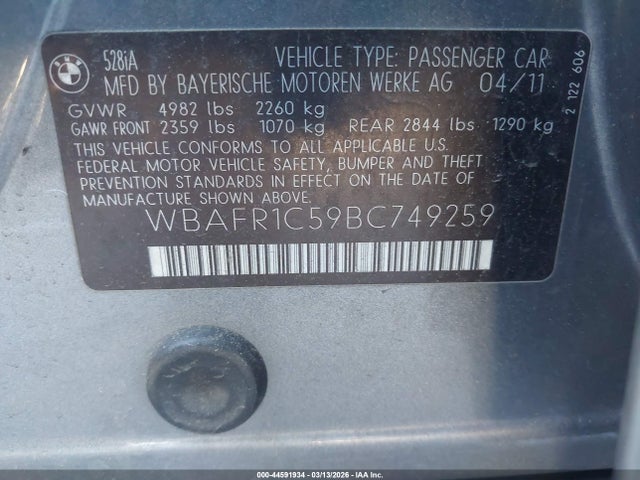 BMW
528iA VEHICLE TYPE: PASSENGER CAR
MFD BY BAYERISCHE MOTOREN WERKE AG 04/11
GVWR 4982 lbs 2260 kg
GAWR FRONT 2359 lbs 1070 kg REAR 2844 lbs 1290 kg
THIS VEHICLE CONFORMS TO ALL APPLICABLE U.S.
FEDERAL MOTOR VEHICLE SAFETY, BUMPER AND THEFT
PREVENTION STANDARDS IN EFFECT ON THE DATE OF
MANUFACTURE SHOWN ABOVE.
WBAFR1C59BC749259
2 122 606
000-44591934 - 03/13/2026 - IAA Inc.